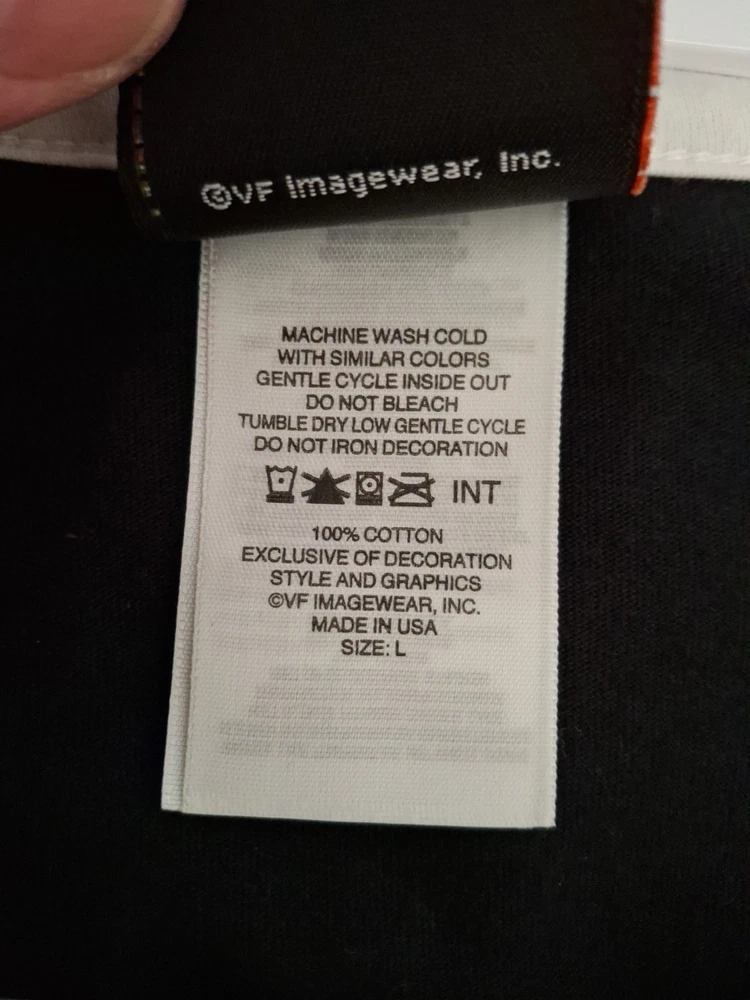 ©VF Imagewear, Inc.
MACHINE WASH COLD
WITH SIMILAR COLORS
GENTLE CYCLE INSIDE OUT
DO NOT BLEACH
TUMBLE DRY LOW GENTLE CYCLE
DO NOT IRON DECORATION
INT
100% COTTON
EXCLUSIVE OF DECORATION
STYLE AND GRAPHICS
©VF IMAGEWEAR, INC.
MADE IN USA
SIZE: L